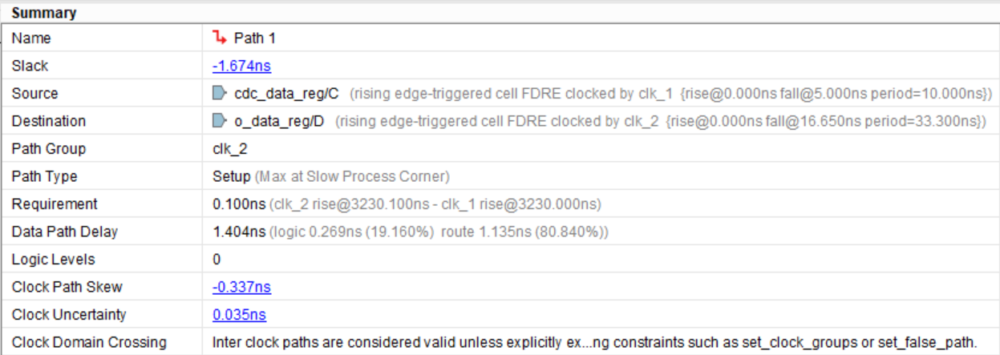 Summary
Name Path 1
Slack -1.674ns
Source cdc_data_reg/C (rising edge-triggered cell FDRE clocked by clk_1 {rise@0.000ns fall@5.000ns period=10.000ns})
Destination o_data_reg/D (rising edge-triggered cell FDRE clocked by clk_2 {rise@0.000ns fall@16.650ns period=33.300ns})
Path Group clk_2
Path Type Setup (Max at Slow Process Corner)
Requirement 0.100ns (clk_2 rise@3230.100ns - clk_1 rise@3230.000ns)
Data Path Delay 1.404ns (logic 0.269ns (19.160%) route 1.135ns (80.840%))
Logic Levels 0
Clock Path Skew -0.337ns
Clock Uncertainty 0.035ns
Clock Domain Crossing Inter clock paths are considered valid unless explicitly ex...ng constraints such as set_clock_groups or set_false_path.